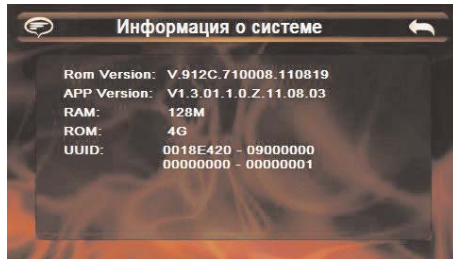 Информация о системе
Rom Version: V.912C.710008.110819
APP Version: V1.3.01.1.0.Z.11.08.03
RAM: 128M
ROM: 4G
UUID: 0018E420 - 09000000
00000000 - 00000001